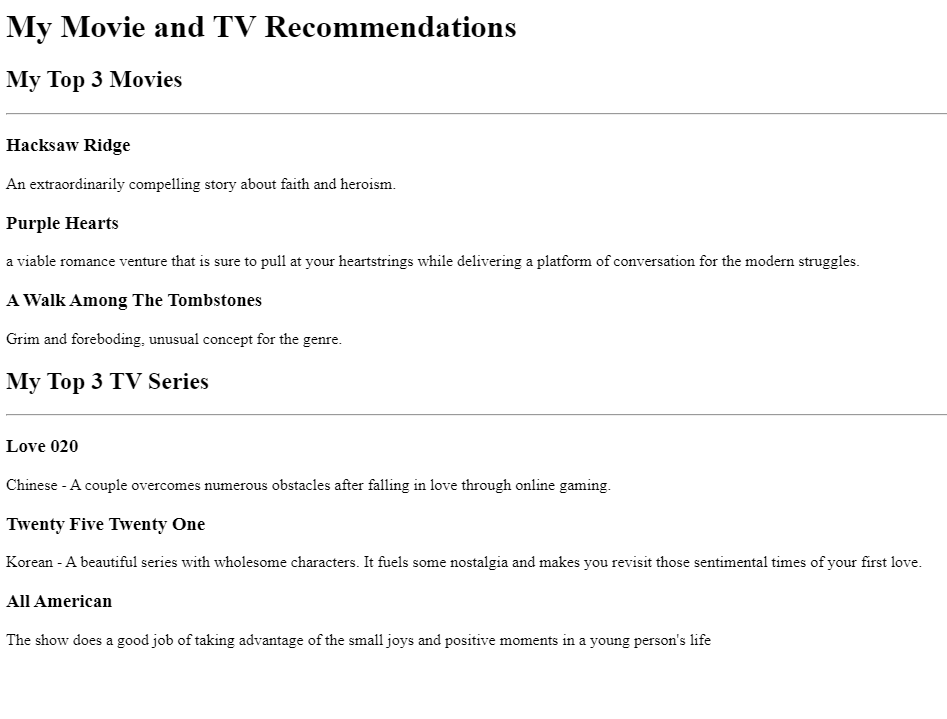 My Movie and TV Recommendations
My Top 3 Movies
Hacksaw Ridge
An extraordinarily compelling story about faith and heroism.
Purple Hearts
a viable romance venture that is sure to pull at your heartstrings while delivering a platform of conversation for the modern struggles.
A Walk Among The Tombstones
Grim and foreboding, unusual concept for the genre.
My Top 3 TV Series
Love 020
Chinese - A couple overcomes numerous obstacles after falling in love through online gaming.
Twenty Five Twenty One
Korean - A beautiful series with wholesome characters. It fuels some nostalgia and makes you revisit those sentimental times of your first love.
All American
The show does a good job of taking advantage of the small joys and positive moments in a young person's life